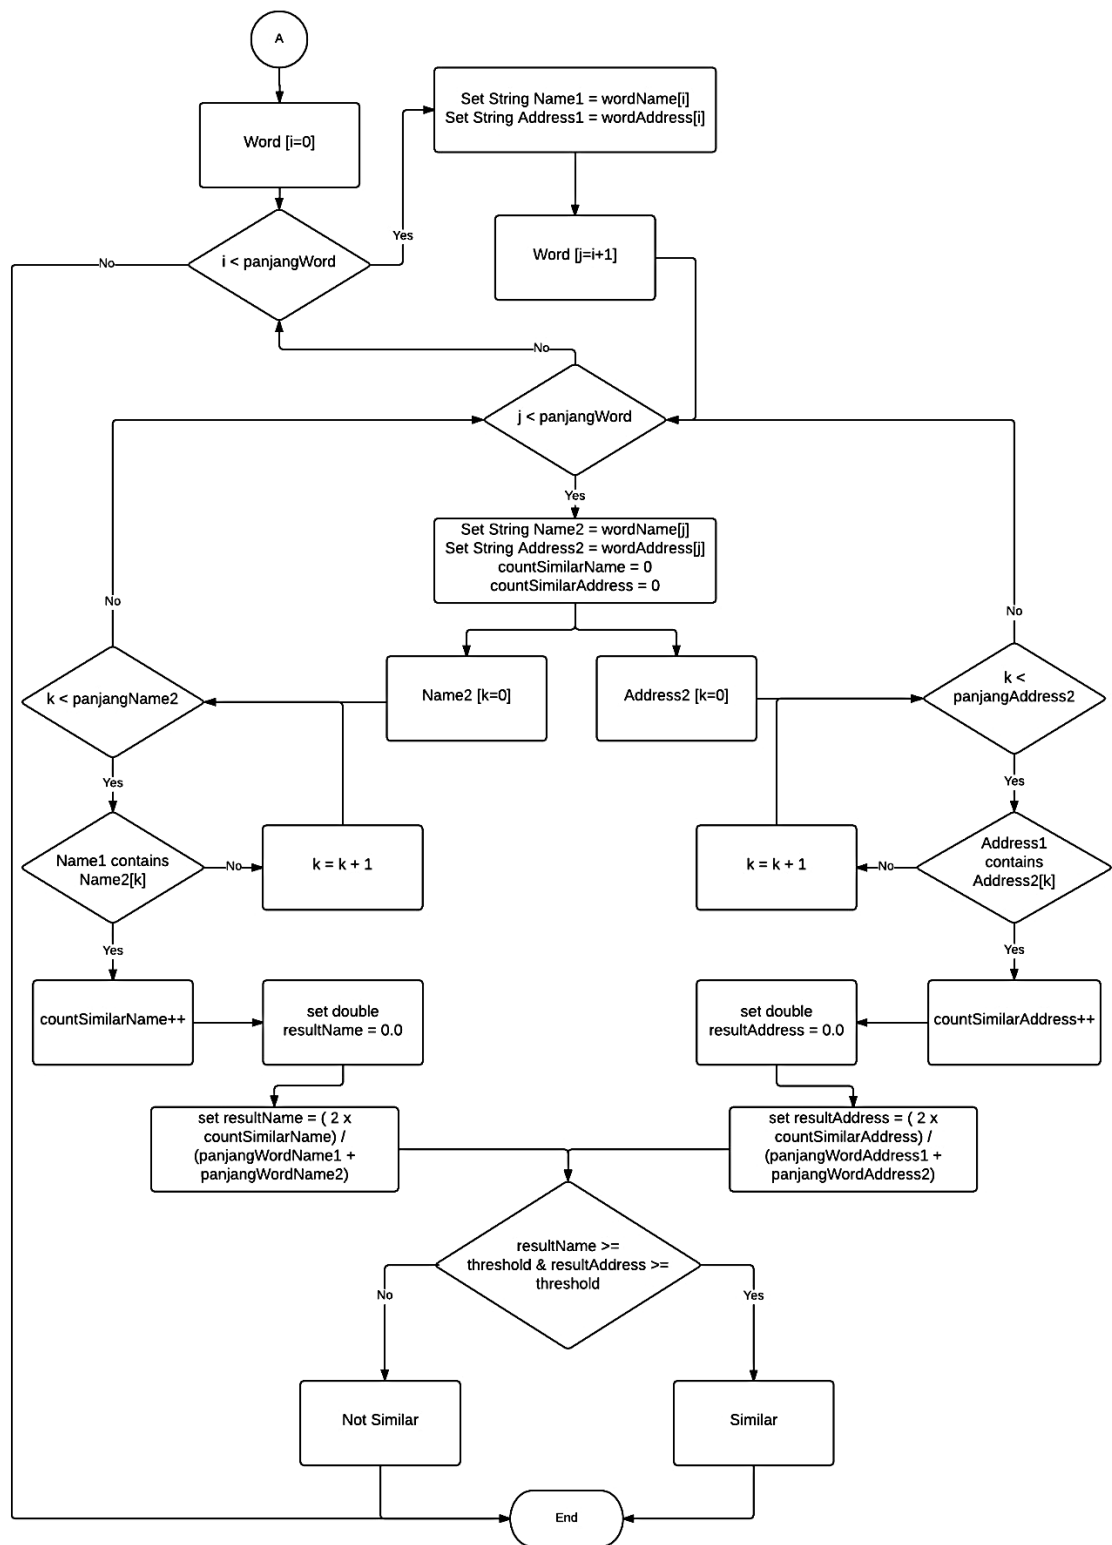 A
Word [i=0]
Set String Name1 = wordName[i]
Set String Address1 = wordAddress[i]
i < panjangWord
Yes
No
Word [j=i+1]
No
j < panjangWord
Yes
Set String Name2 = wordName[j]
Set String Address2 = wordAddress[j]
countSimilarName = 0
countSimilarAddress = 0
No
No
k < panjangName2
Name2 [k=0]
Address2 [k=0]
k <
panjangAddress2
Yes
Yes
Name1 contains
Name2[k]
No
k = k + 1
k = k + 1
No
Address1
contains
Address2[k]
Yes
Yes
countSimilarName++
set double
resultName = 0.0
set double
resultAddress = 0.0
countSimilarAddress++
set resultName = ( 2 x
countSimilarName) /
(panjangWordName1 +
panjangWordName2)
set resultAddress = ( 2 x
countSimilarAddress) /
(panjangWordAddress1 +
panjangWordAddress2)
resultName >=
threshold & resultAddress >=
threshold
No
Yes
Not Similar
Similar
End